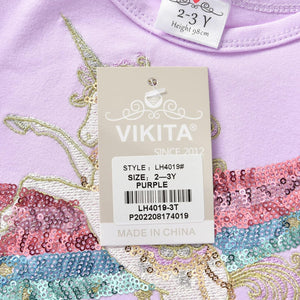 2-3 Y
Height 98cm
VIKITA®
SINCE 2012
STYLE: LH4019#
SIZE: 2—3Y
PURPLE
LH4019-3T
P202208174019
MADE IN CHINA